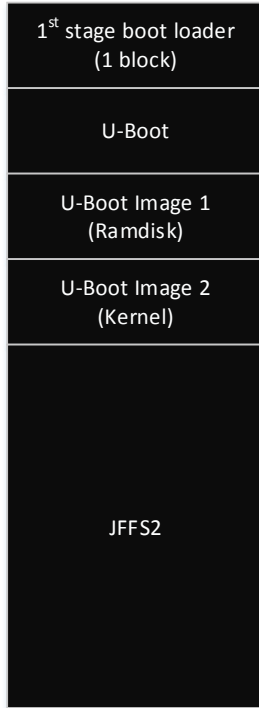 1st stage boot loader
(1 block)
U-Boot
U-Boot Image 1
(Ramdisk)
U-Boot Image 2
(Kernel)
JFFS2